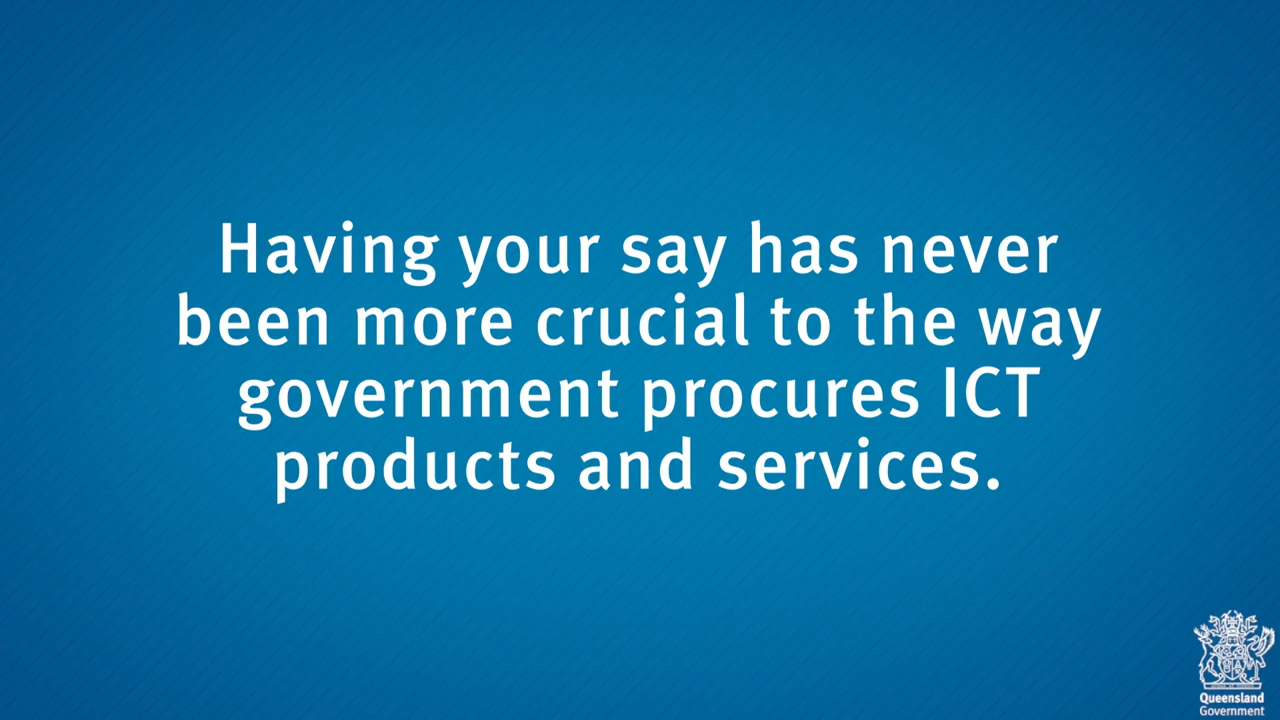 Having your say has never
been more crucial to the way
government procures ICT
products and services.
Queensland
Government